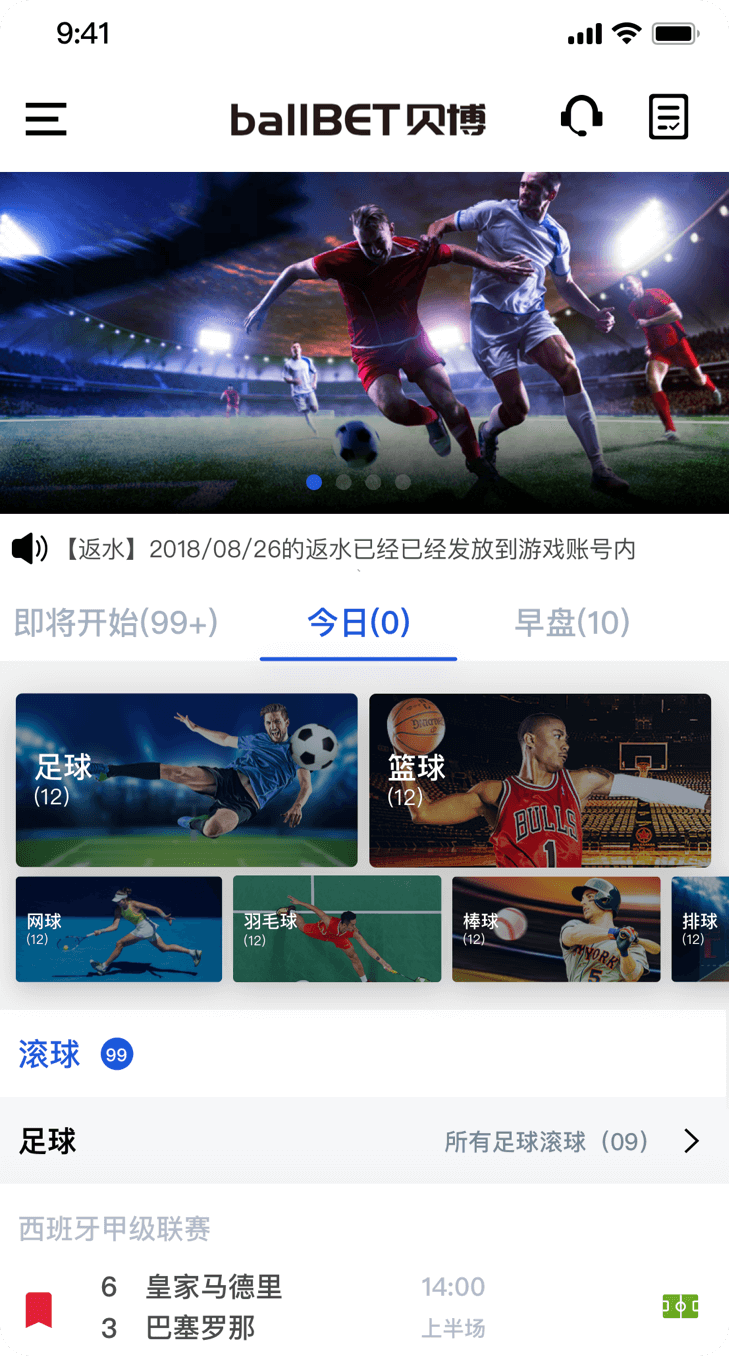 9:41
ballBET贝博
【返水】2018/08/26的返水已经已经发放到游戏账号内
即将开始(99+) 今日(0) 早盘(10)
足球
(12)
篮球
(12)
BULLS
1
网球
(12)
羽毛球
(12)
棒球
(12)
5
排球
(12)
滚球 99
足球 所有足球滚球 (09)
西班牙甲级联赛
6 皇家马德里 14:00
3 巴塞罗那 上半场